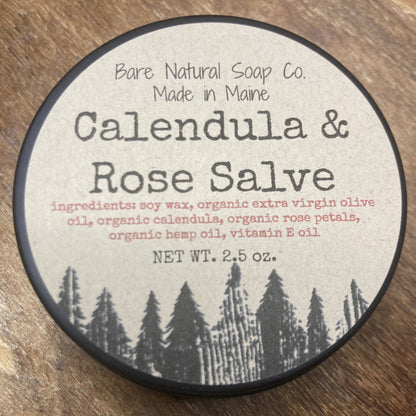 Bare Natural Soap Co.
Made in Maine
Calendula &
Rose Salve
ingredients: soy wax, organic extra virgin olive
oil, organic calendula, organic rose petals,
organic hemp oil, vitamin E oil
NET WT. 2.5 oz.